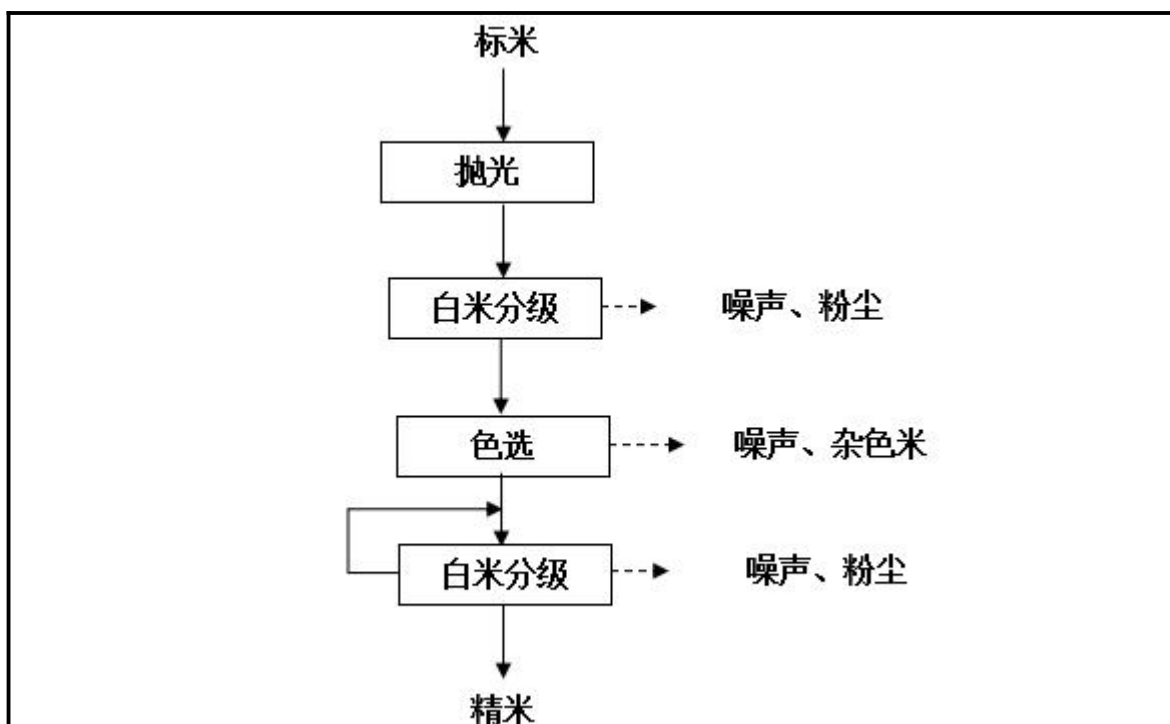 标米
抛光
白米分级
噪声、粉尘
色选
噪声、杂色米
白米分级
噪声、粉尘
精米